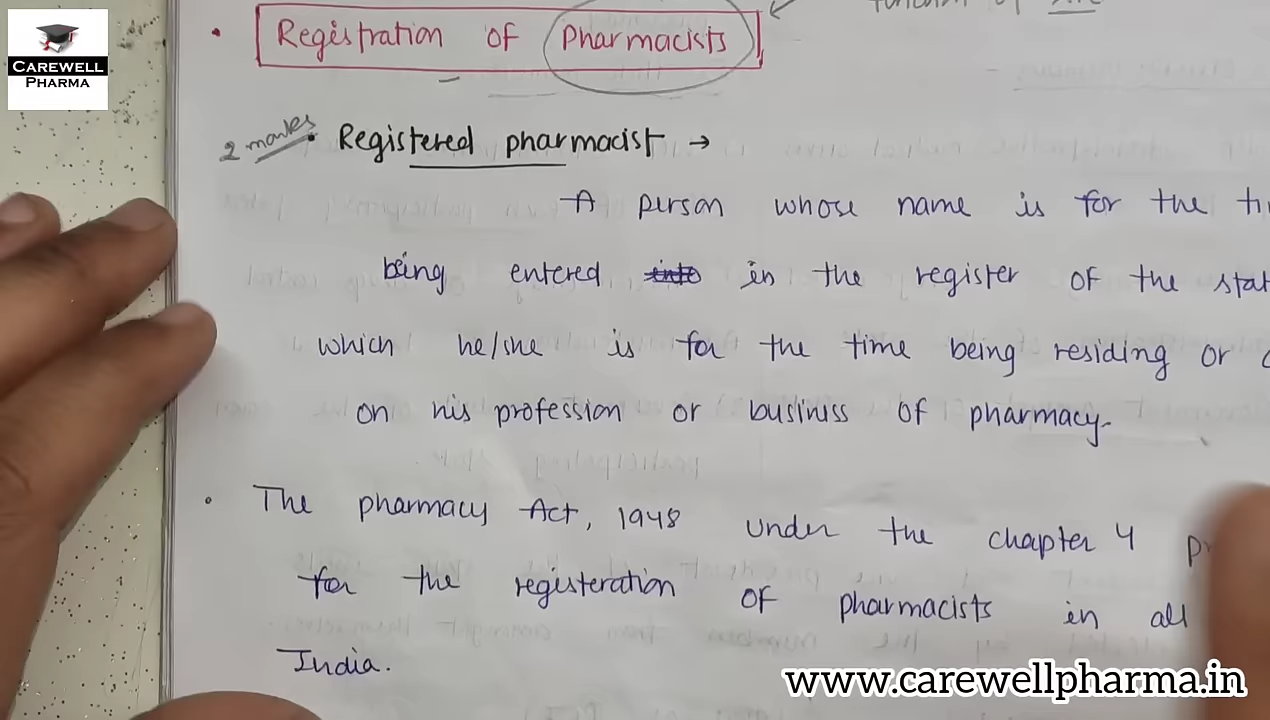 function of
CAREWELL
PHARMA
• Registration of Pharmacists
2 marks • Registered pharmacist →
A person whose name is for the
being entered in the register of the
which he/she is for the time being residing or
on his profession or business of pharmacy.
• The pharmacy Act, 1948 under the chapter 4
for the registeration of pharmacists in all
India.
www.carewellpharma.in